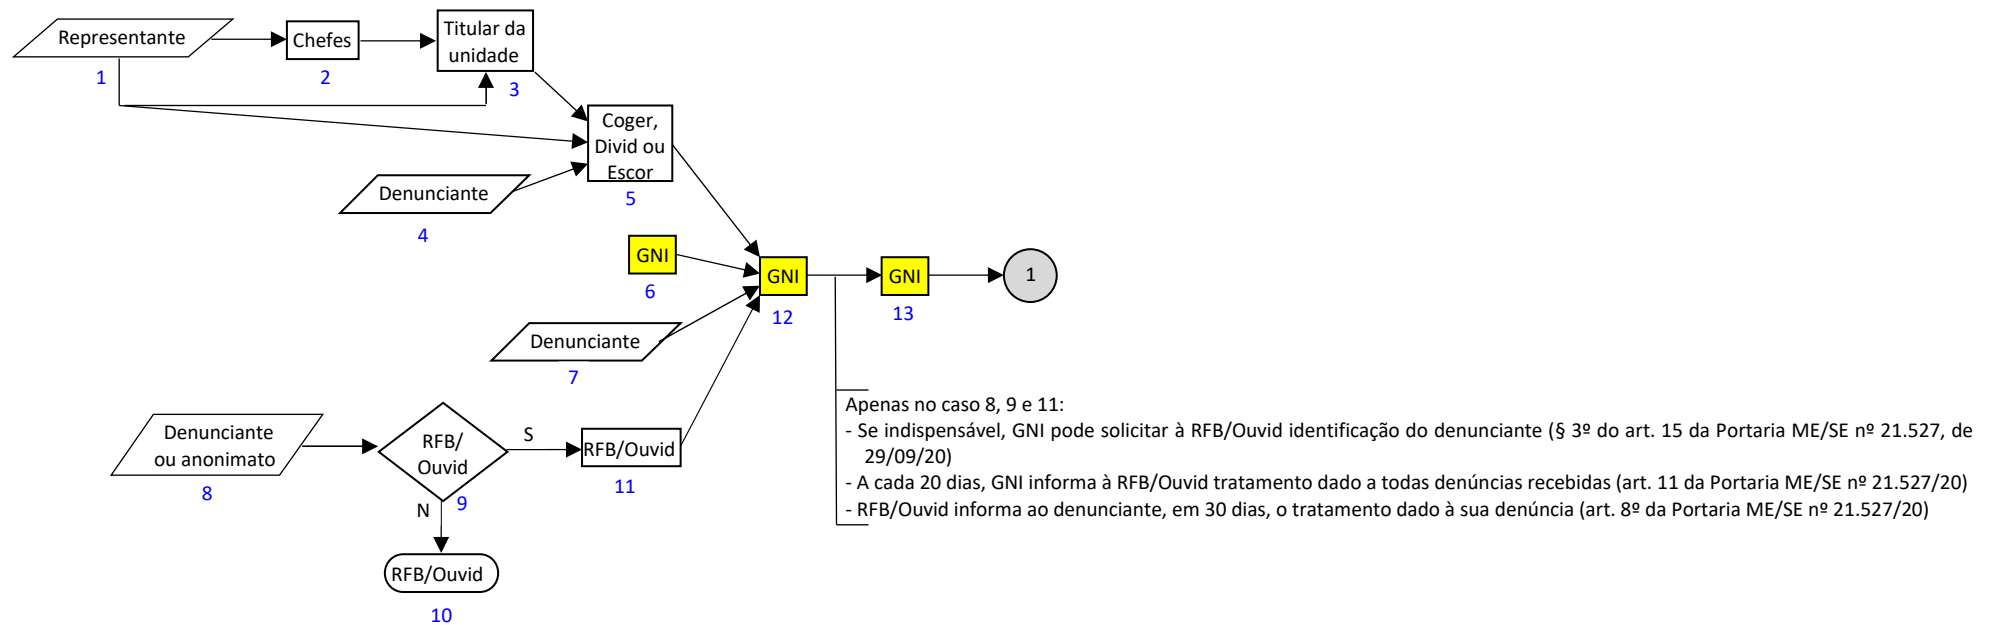 Representante
1
Chefes
2
Titular da
unidade
3
Coger,
Divid ou
Escor
5
Denunciante
4
GNI
6
GNI
12
GNI
13
1
Denunciante
7
Denunciante
ou anonimato
8
RFB/
Ouvid
9
S
N
RFB/Ouvid
11
RFB/Ouvid
10
Apenas no caso 8, 9 e 11:
- Se indispensável, GNI pode solicitar à RFB/Ouvid identificação do denunciante (§ 3º do art. 15 da Portaria ME/SE nº 21.527, de
29/09/20)
- A cada 20 dias, GNI informa à RFB/Ouvid tratamento dado a todas denúncias recebidas (art. 11 da Portaria ME/SE nº 21.527/20)
- RFB/Ouvid informa ao denunciante, em 30 dias, o tratamento dado à sua denúncia (art. 8º da Portaria ME/SE nº 21.527/20)